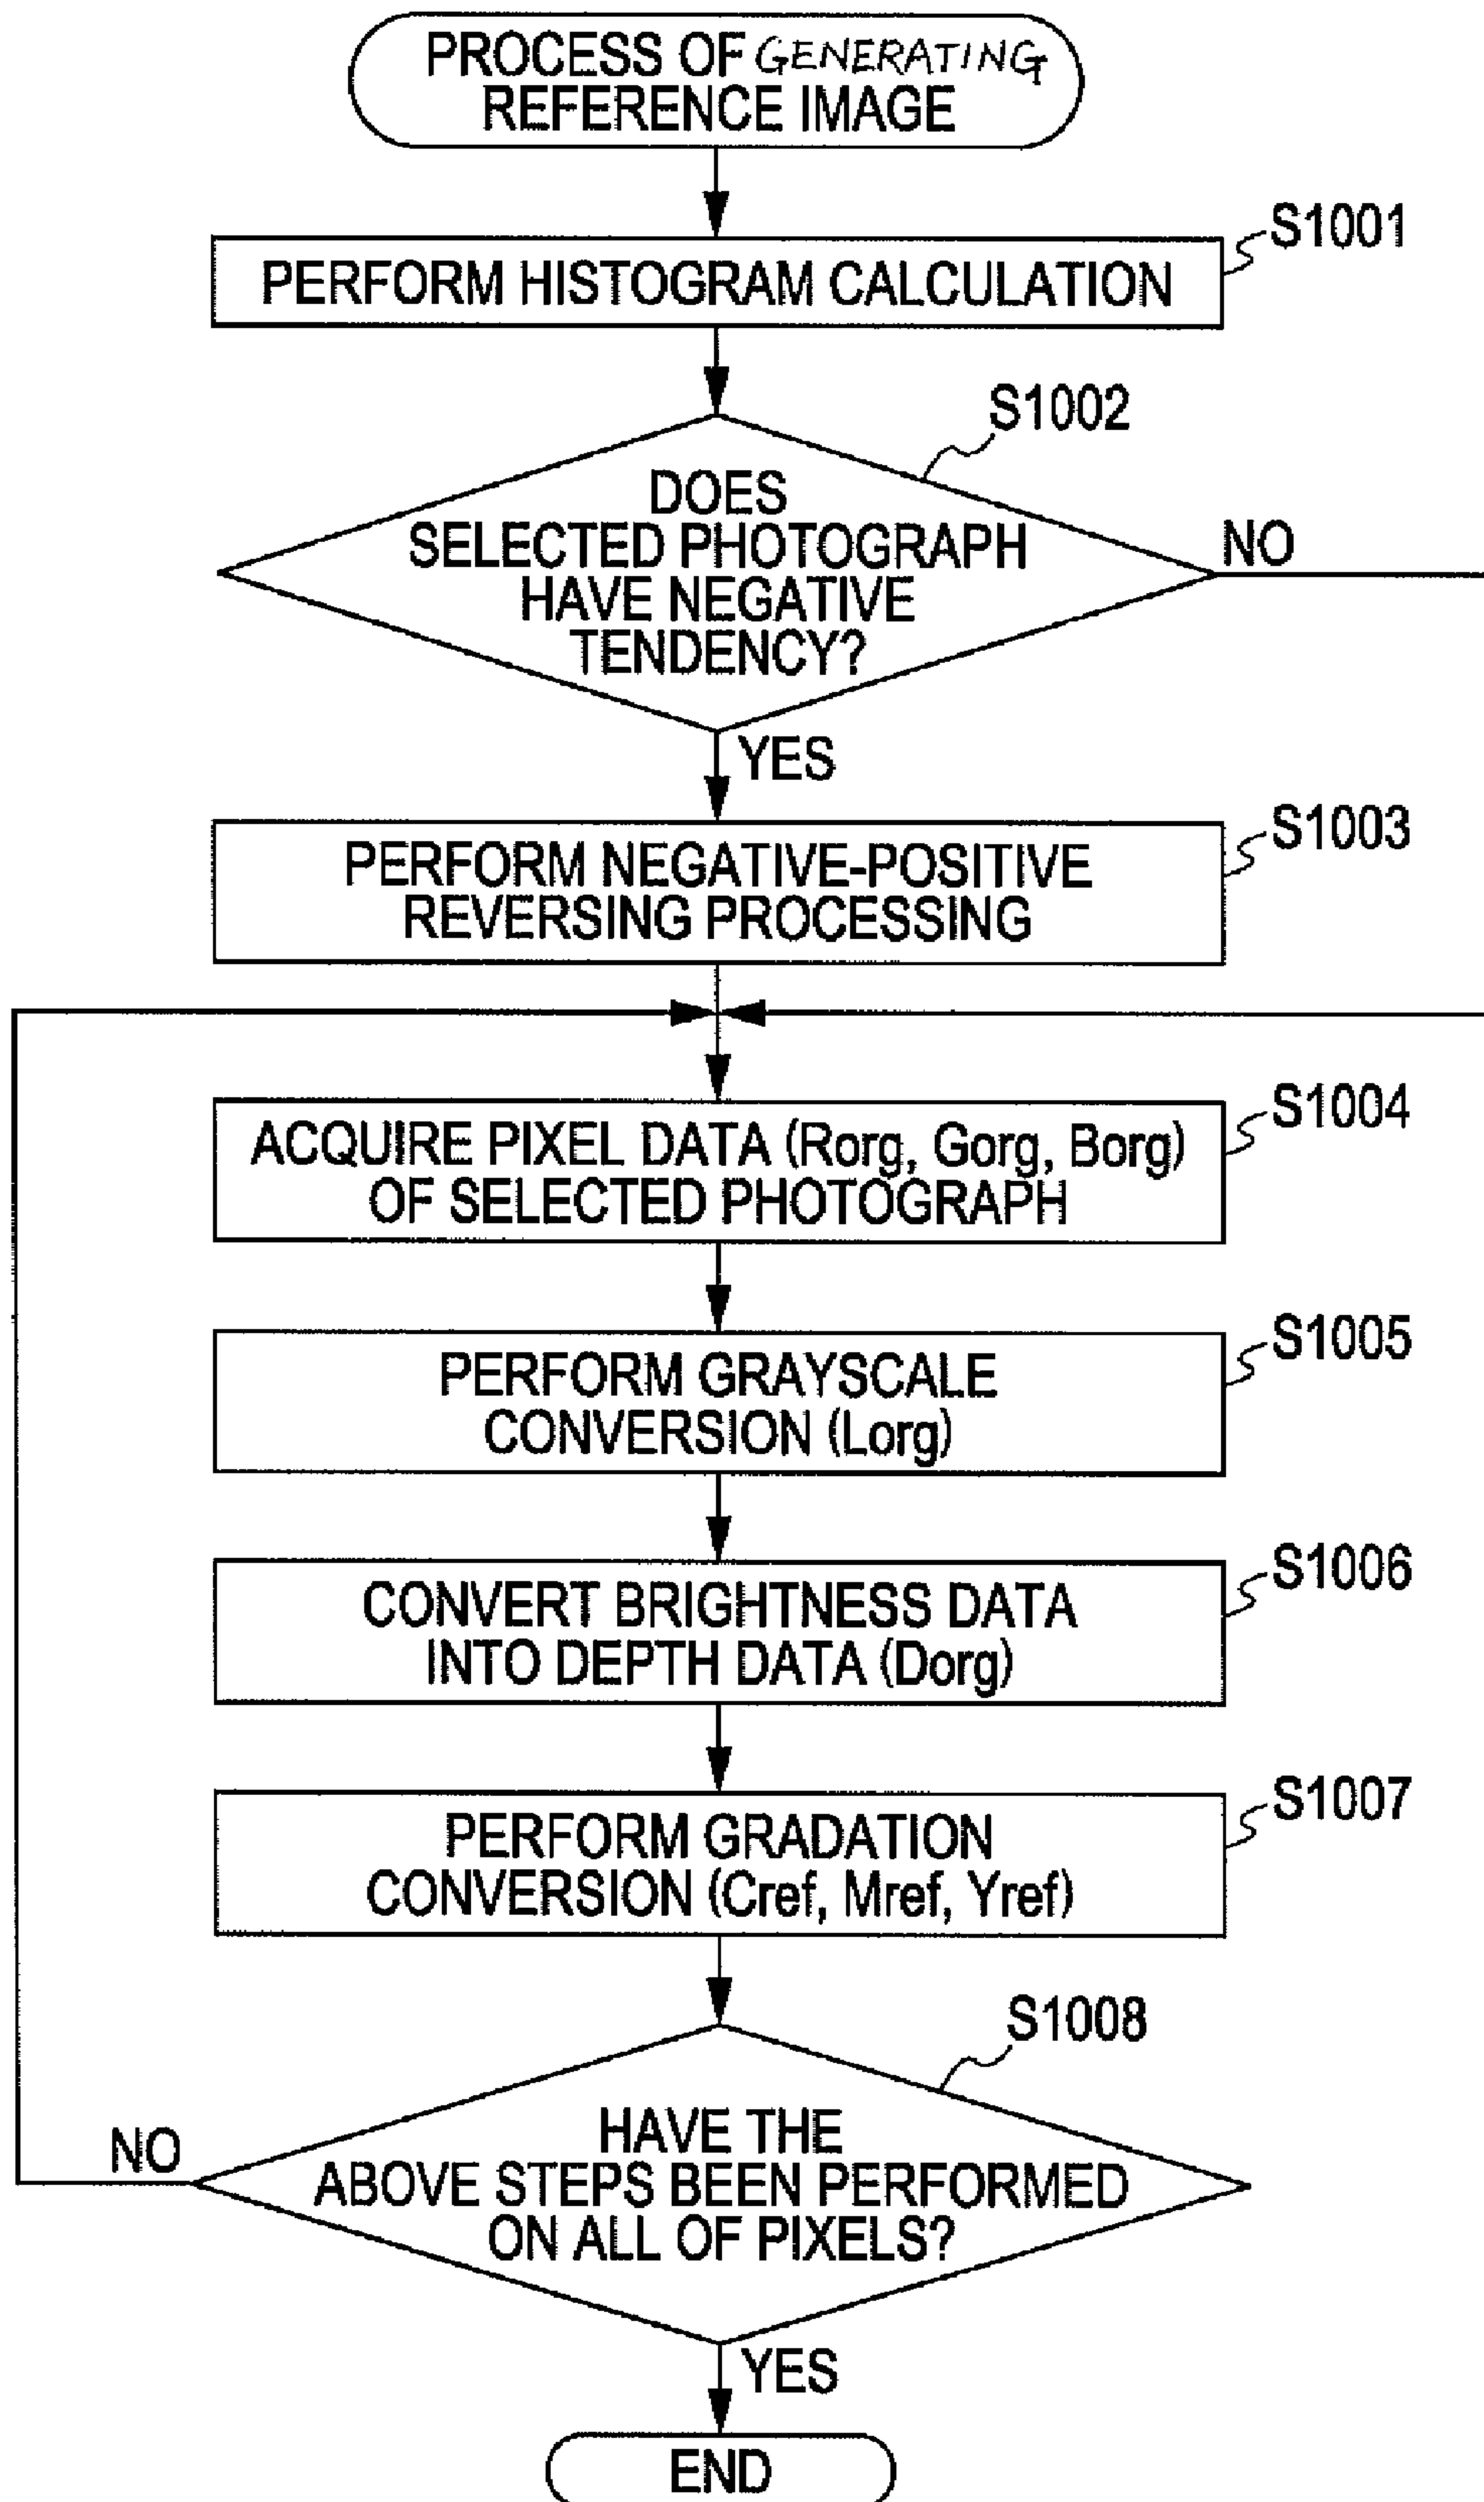 PROCESS OF GENERATING
REFERENCE IMAGE
S1001
PERFORM HISTOGRAM CALCULATION
S1002
DOES
SELECTED PHOTOGRAPH
HAVE NEGATIVE
TENDENCY?
NO
YES
S1003
PERFORM NEGATIVE-POSITIVE
REVERSING PROCESSING
S1004
ACQUIRE PIXEL DATA (Rorg, Gorg, Borg)
OF SELECTED PHOTOGRAPH
S1005
PERFORM GRAYSCALE
CONVERSION (Lorg)
S1006
CONVERT BRIGHTNESS DATA
INTO DEPTH DATA (Dorg)
S1007
PERFORM GRADATION
CONVERSION (Cref, Mref, Yref)
S1008
HAVE THE
ABOVE STEPS BEEN PERFORMED
ON ALL OF PIXELS?
NO
YES
END